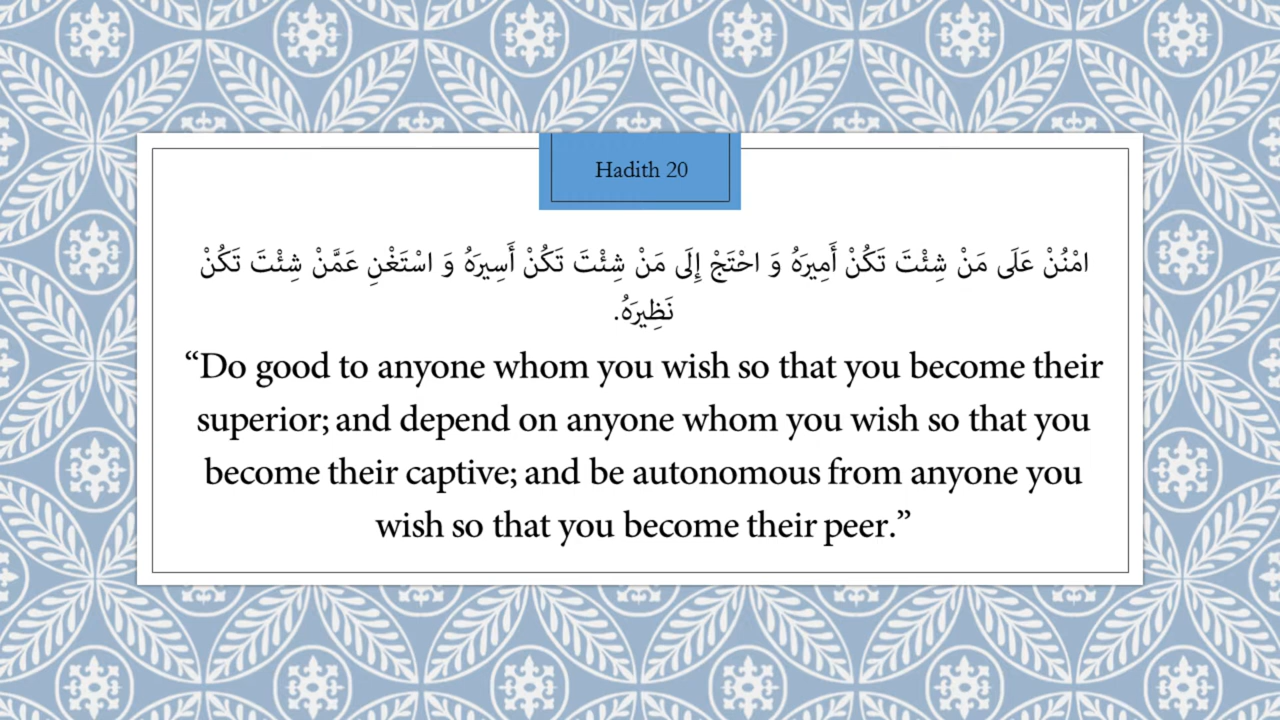 Hadith 20
امْنُنْ عَلَى مَنْ شِئْتَ تَكُنْ أَمِيرَهُ وَ احْتَجْ إِلَى مَنْ شِئْتَ تَكُنْ أَسِيرَهُ وَ اسْتَغْنِ عَمَّنْ شِئْتَ تَكُنْ
نَظِيرَهُ.
“Do good to anyone whom you wish so that you become their
superior; and depend on anyone whom you wish so that you
become their captive; and be autonomous from anyone you
wish so that you become their peer.”